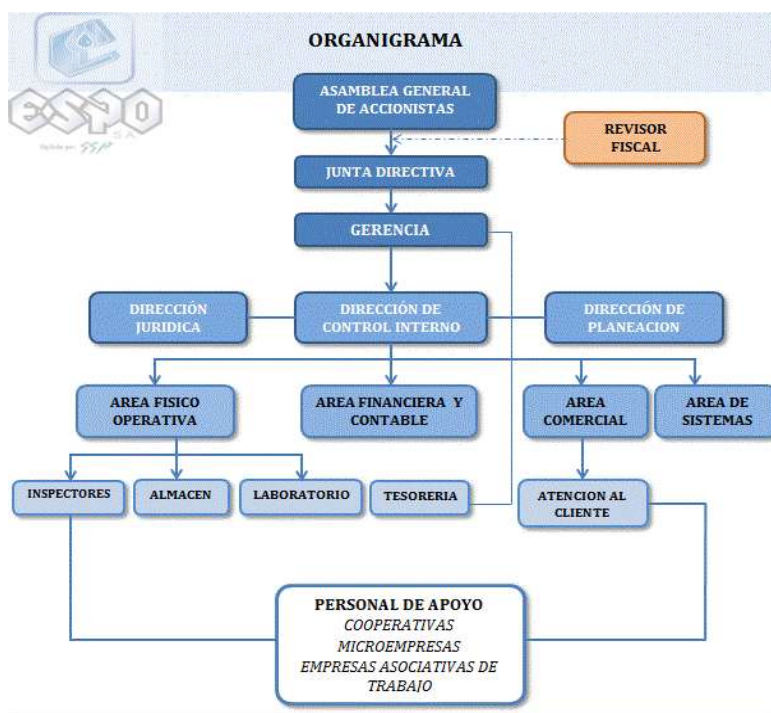 ORGANIGRAMA
ESPO
S.A
ASAMBLEA GENERAL
DE ACCIONISTAS
REVISOR
FISCAL
JUNTA DIRECTIVA
GERENCIA
DIRECCIÓN
JURIDICA
DIRECCIÓN DE
CONTROL INTERNO
DIRECCIÓN DE
PLANEACION
AREA FISICO
OPERATIVA
AREA FINANCIERA Y
CONTABLE
AREA
COMERCIAL
AREA DE
SISTEMAS
INSPECTORES
ALMACEN
LABORATORIO
TESORERIA
ATENCION AL
CLIENTE
PERSONAL DE APOYO
COOPERATIVAS
MICROEMPRESAS
EMPRESAS ASOCIATIVAS DE
TRABAJO